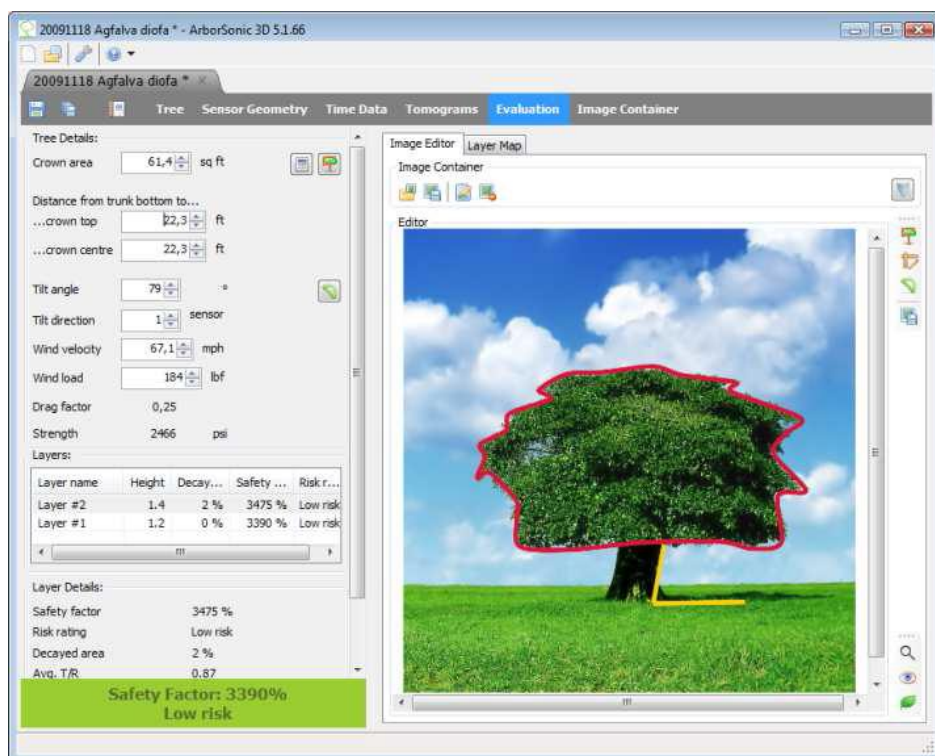 20091118 Agfalva diofa * - ArborSonic 3D 5.1.66
20091118 Agfalva diofa *
Tree Sensor Geometry Time Data Tomograms Evaluation Image Container
Tree Details:
Crown area 61,4 sq ft
Distance from trunk bottom to...
...crown top 22,3 ft
...crown centre 22,3 ft
Tilt angle 79 °
Tilt direction 1 sensor
Wind velocity 67,1 mph
Wind load 184 lbf
Drag factor 0,25
Strength 2466 psi
Layers:
Layer name Height Decay... Safety ... Risk r...
Layer #2 1.4 2 % 3475 % Low risk
Layer #1 1.2 0 % 3390 % Low risk
Layer Details:
Safety factor 3475 %
Risk rating Low risk
Decayed area 2 %
Avg. T/R 0.87
Safety Factor: 3390%
Low risk
Image Editor Layer Map
Image Container
Editor